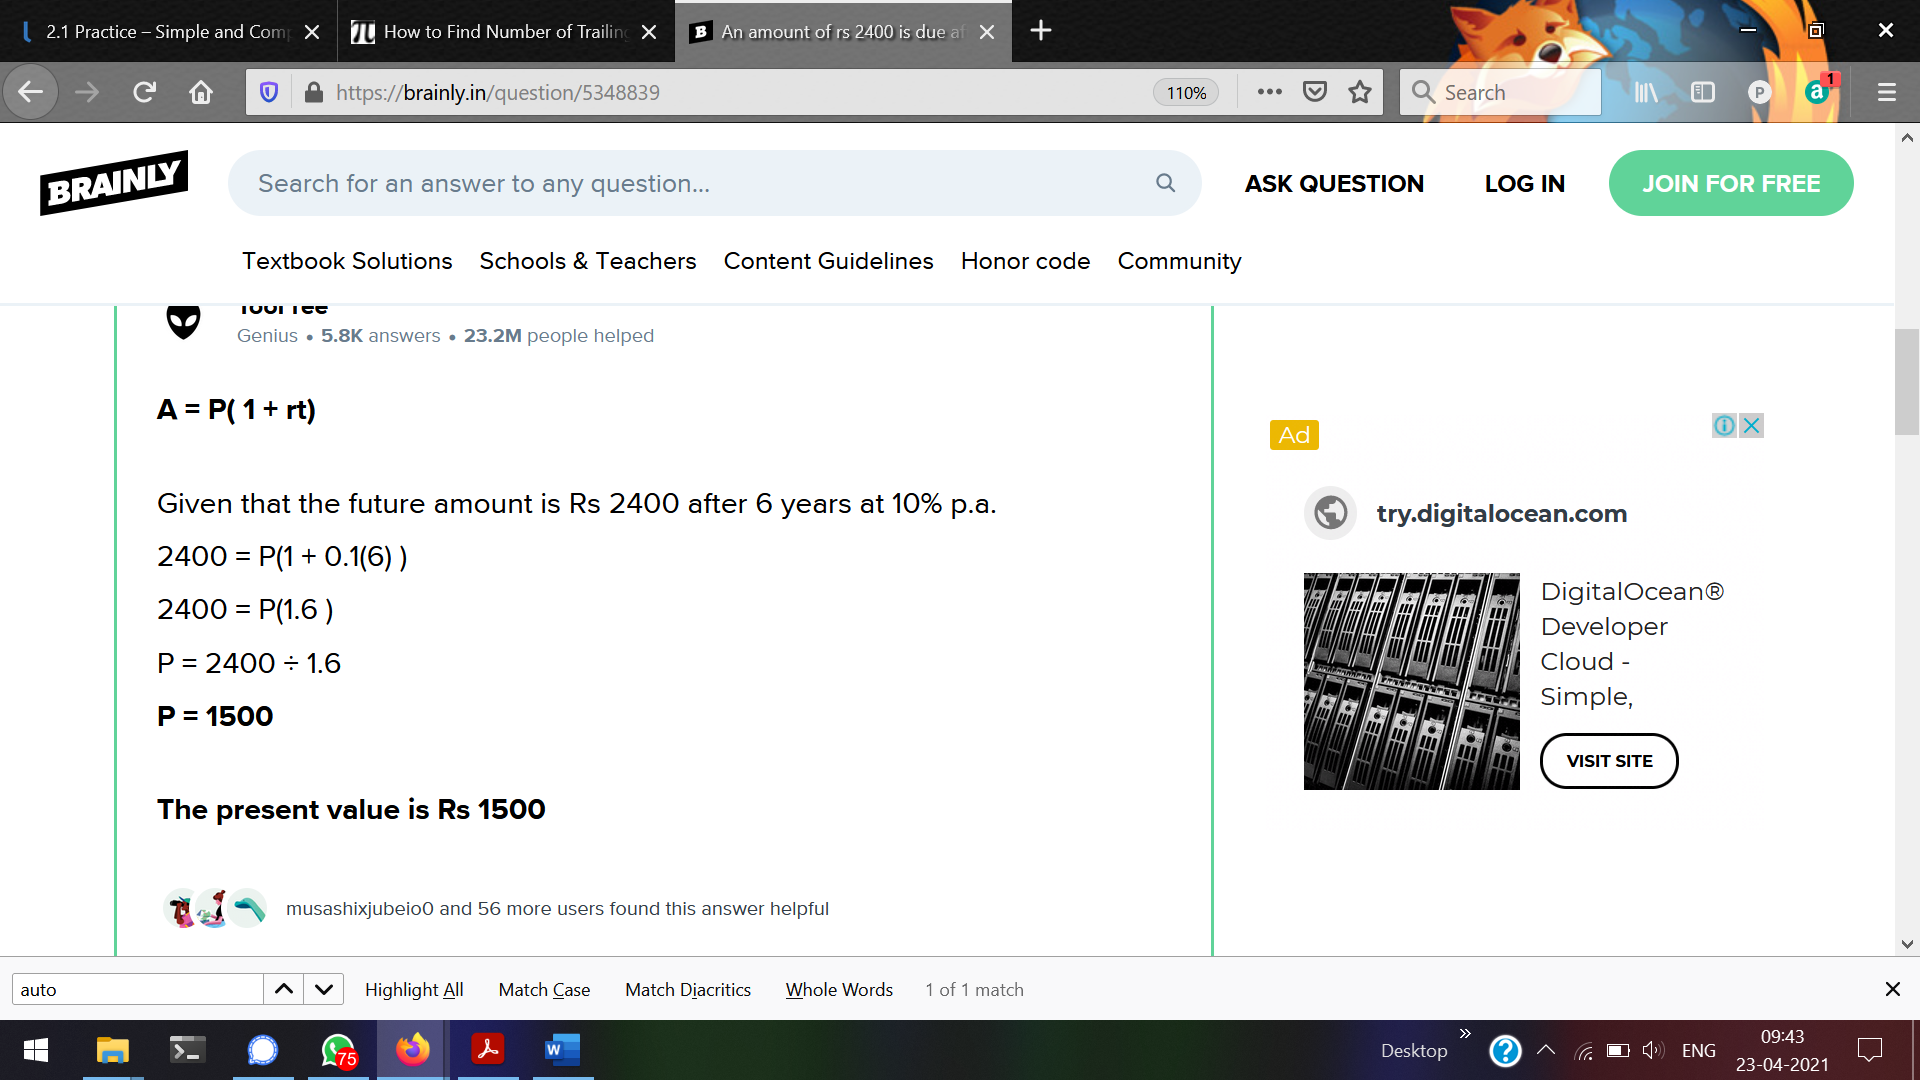 2.1 Practice – Simple and Com
How to Find Number of Trailin
An amount of rs 2400 is due af
https://brainly.in/question/5348839
110%
Search
P
a
1
BRAINLY
Search for an answer to any question...
ASK QUESTION
LOG IN
JOIN FOR FREE
Textbook Solutions
Schools & Teachers
Content Guidelines
Honor code
Community
Genius • 5.8K answers • 23.2M people helped
A = P( 1 + rt)
Given that the future amount is Rs 2400 after 6 years at 10% p.a.
2400 = P(1 + 0.1(6) )
2400 = P(1.6 )
P = 2400 ÷ 1.6
P = 1500
The present value is Rs 1500
musashixjubeio0 and 56 more users found this answer helpful
Ad
try.digitalocean.com
DigitalOcean®
Developer
Cloud -
Simple,
VISIT SITE
auto
Highlight All
Match Case
Match Diacritics
Whole Words
1 of 1 match
75
Desktop
ENG
09:43
23-04-2021